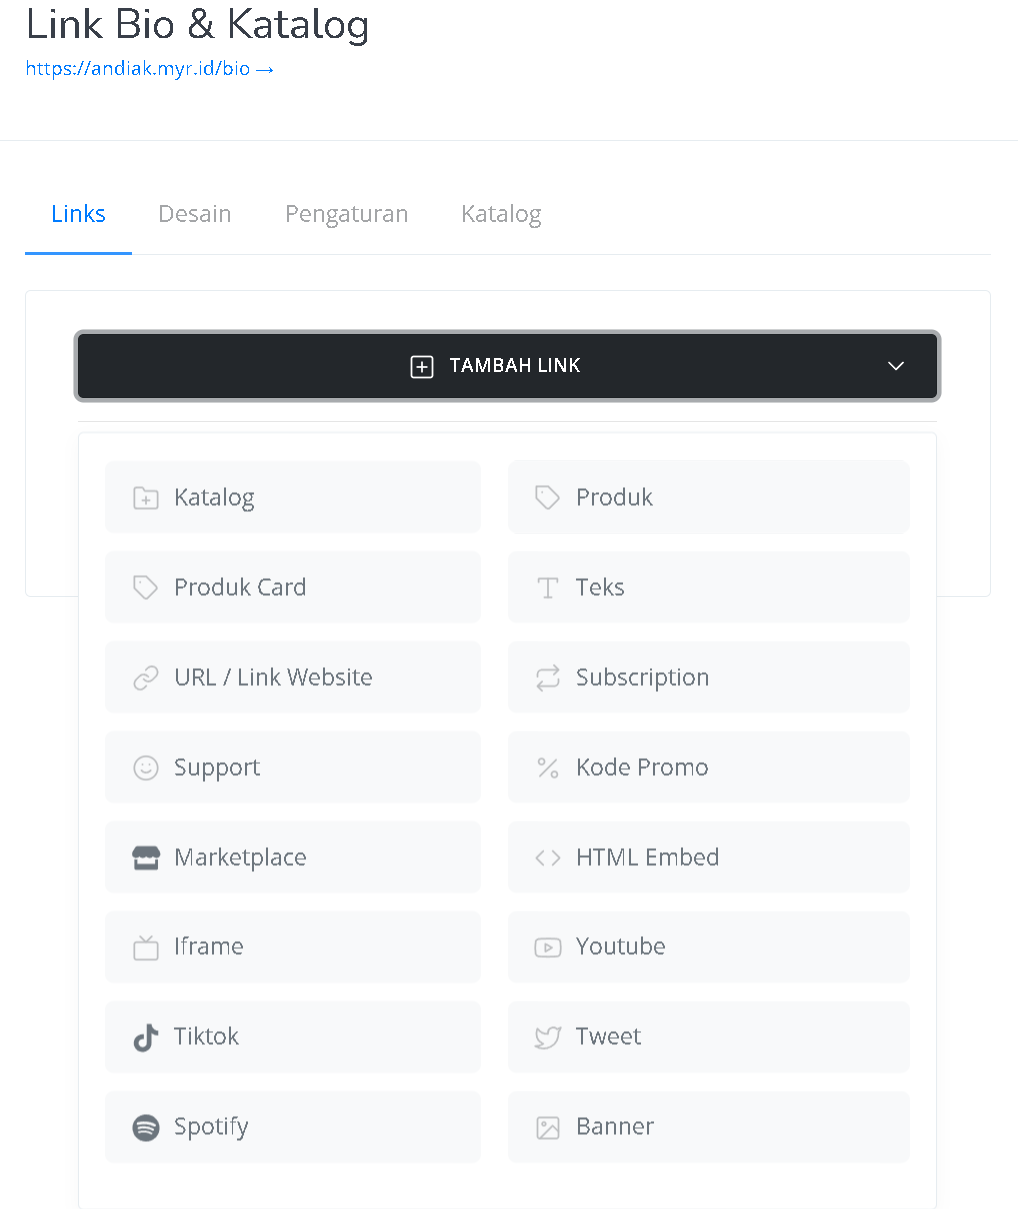 Link Bio & Katalog
https://andiak.myr.id/bio →
Links Desain Pengaturan Katalog
TAMBAH LINK
Katalog Produk
Produk Card Teks
URL / Link Website Subscription
Support Kode Promo
Marketplace HTML Embed
Iframe Youtube
Tiktok Tweet
Spotify Banner